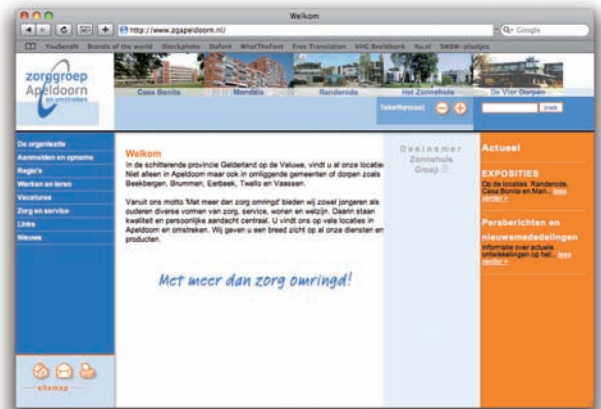 Welkom
http://www.zgapeldoorn.nl/
Google
YouSendIt Brands of the world iStockphoto Dafont WhatTheFont Free Translation VHG Beeldbank Nu.nl
zorggroep
Apeldoorn
en omstreken
Casa Bonita Mandala Randerode Het Zonnehuis De Vier Dorpen
Tekstformaat
zoek
De organisatie
Aanmelden en opname
Regio's
Werken en leren
Vacatures
Zorg en service
Links
Nieuws
sitemap
Welkom
In de schitterende provincie Gelderland op de Veluwe, vindt u al onze locatie
Niet alleen in Apeldoorn maar ook in omliggende gemeenten of dorpen zoals
Beekbergen, Brummen, Eerbeek, Twello en Vaassen.
Vanuit ons motto 'Met meer dan zorg omringd' bieden wij zowel jongeren als
ouderen diverse vormen van zorg, service, wonen en welzijn. Daarin staan
kwaliteit en persoonlijke aandacht centraal. U vindt ons op vele locaties in
Apeldoorn en omstreken. Wij geven u een breed zicht op al onze diensten en
producten.
Met meer dan zorg omringd!
Deelnemer
Zonnehuis
Groep
Actueel
EXPOSITIES
Op de locaties Randerode,
Casa Bonita en Man... lees
verder >
Persberichten en
nieuwsmededelingen
Informatie over actuele
ontwikkelingen op het... lees
verder >